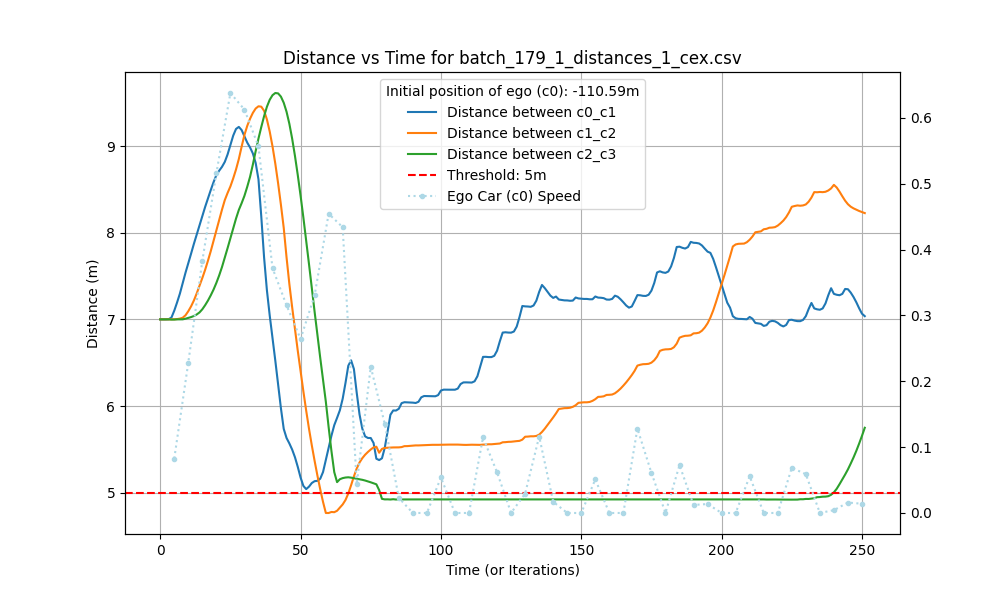 Distance vs Time for batch_179_1_distances_1_cex.csv
Initial position of ego (c0): -110.59m
Distance between c0_c1
Distance between c1_c2
Distance between c2_c3
Threshold: 5m
Ego Car (c0) Speed
Distance (m)
9
8
7
6
5
0.6
0.5
0.4
0.3
0.2
0.1
0.0
0
50
100
150
200
250
Time (or Iterations)